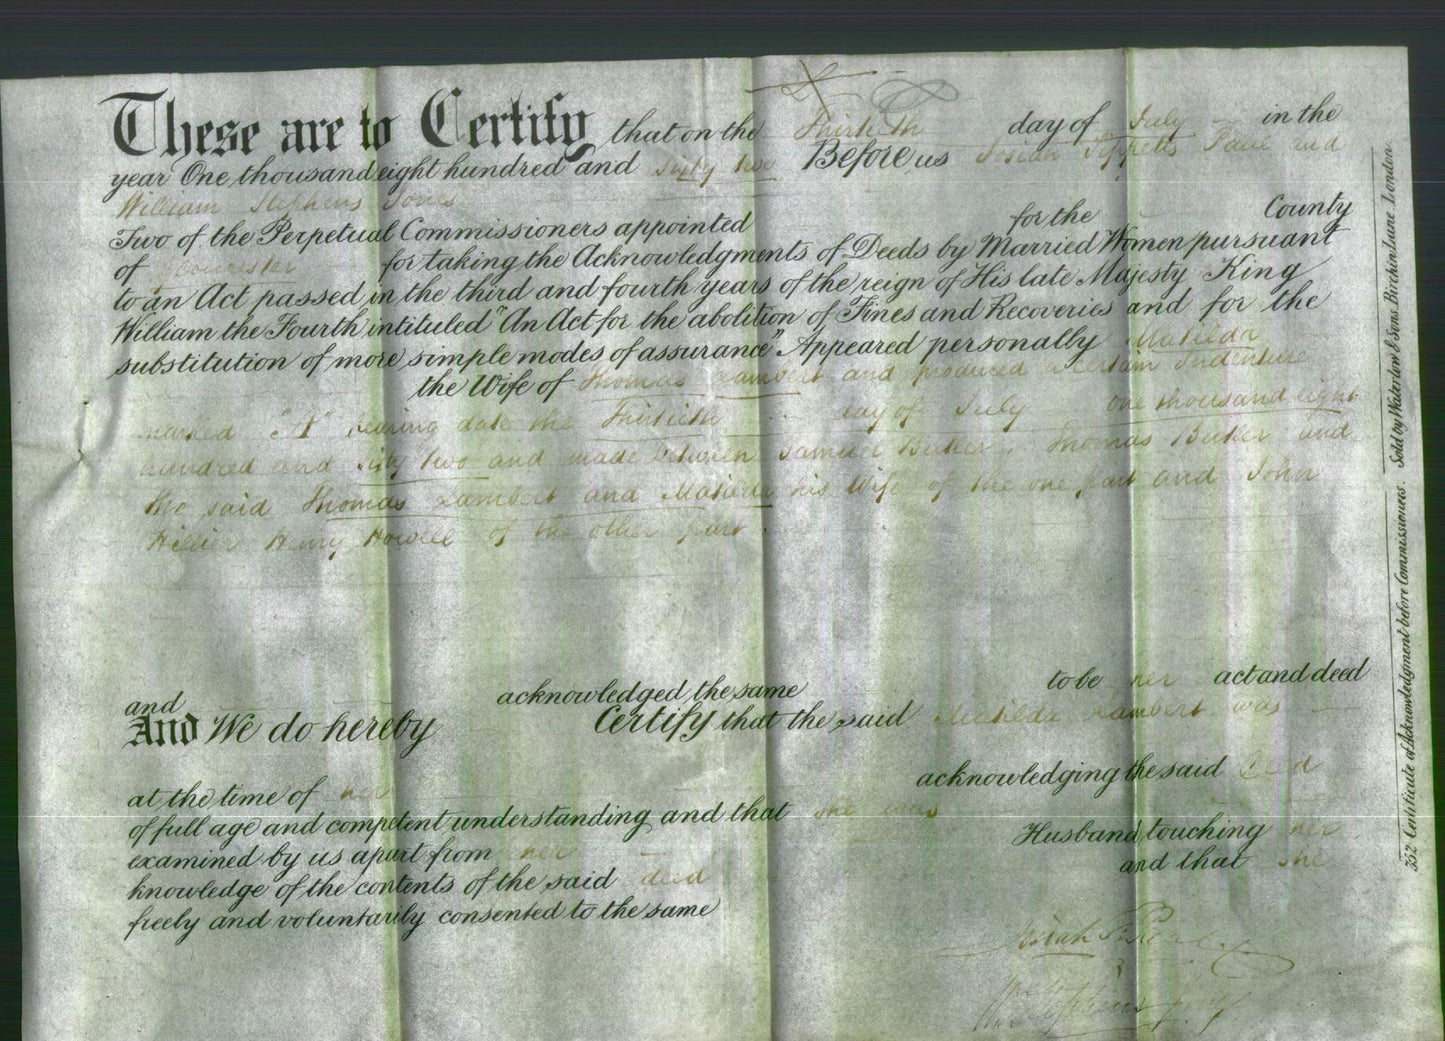 These are to Certify that on the Thirtieth day of July in the
year One thousand eight hundred and sixty two Before us Josiah Tippetts Paul and
William Stephens Jones
Two of the Perpetual Commissioners appointed for the County
of Gloucester for taking the Acknowledgments of Deeds by Married Women pursuant
to an Act passed in the third and fourth years of the reign of His late Majesty King
William the Fourth intituled "An Act for the abolition of Fines and Recoveries and for the
substitution of more simple modes of assurance" Appeared personally Matilda
the Wife of Thomas Lambert and produced a certain Indenture
marked "A" bearing date the Thirtieth day of July one thousand eight
hundred and sixty two and made between Samuel Butler, Thomas Butler and
the said Thomas Lambert and Matilda his Wife of the one part and John
Hillier Henry Howell of the other part
and acknowledged the same to be her act and deed
And We do hereby Certify that the said Matilda Lambert was
at the time of her acknowledging the said Deed
of full age and competent understanding and that she was
examined by us apart from her Husband touching her
knowledge of the contents of the said deed and that she
freely and voluntarily consented to the same
Josiah T. Paul
Wm Stephens Jones
352 Certificate of Acknowledgment before Commissioners. Sold by Waterlow & Sons Birchin Lane London